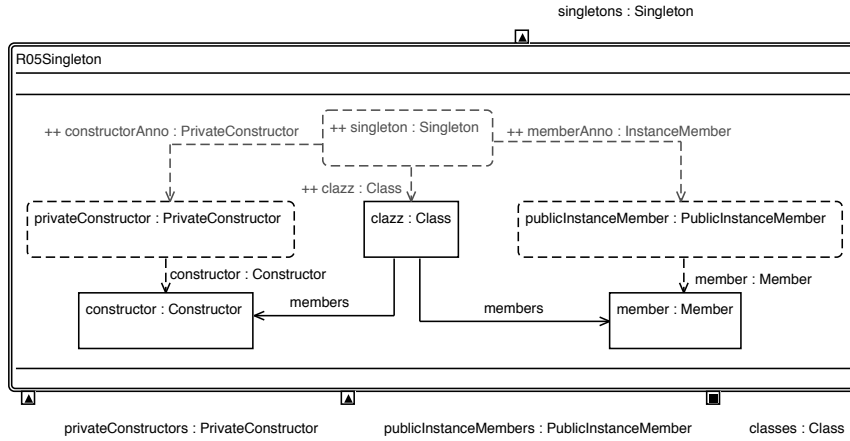 singletons : Singleton
R05Singleton
++ constructorAnno : PrivateConstructor
++ singleton : Singleton
++ memberAnno : InstanceMember
++ clazz : Class
privateConstructor : PrivateConstructor
clazz : Class
publicInstanceMember : PublicInstanceMember
constructor : Constructor
member : Member
constructor : Constructor
members
members
member : Member
privateConstructors : PrivateConstructor
publicInstanceMembers : PublicInstanceMember
classes : Class